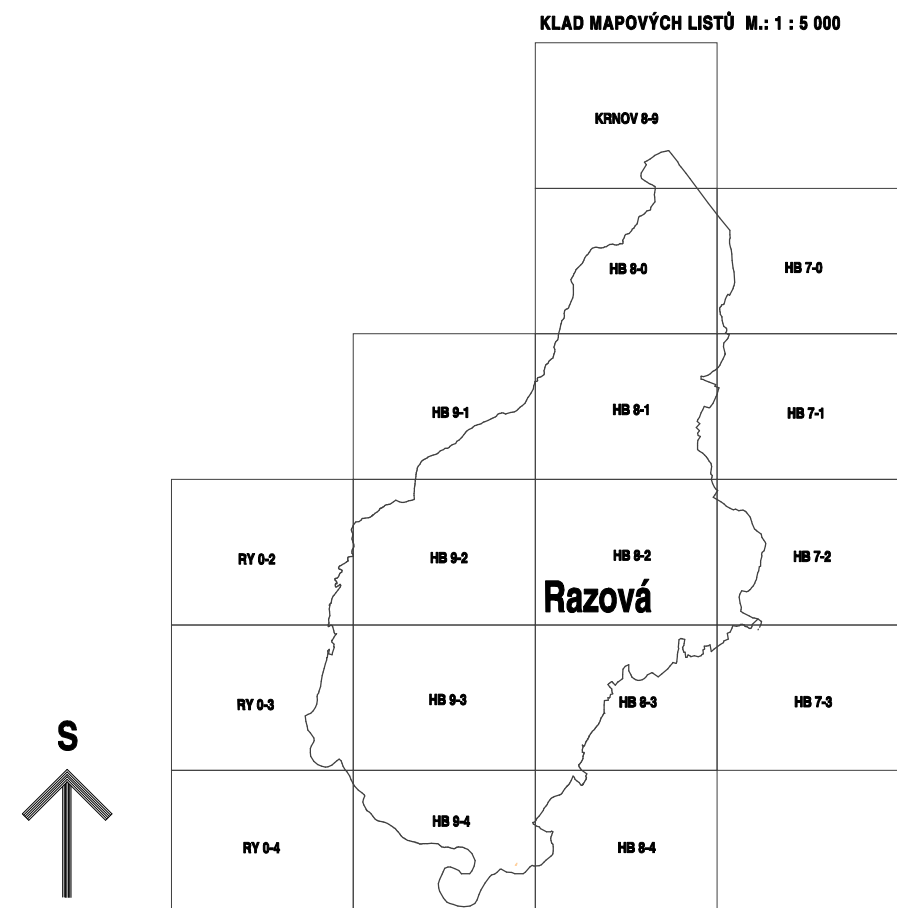 KLAD MAPOVÝCH LISTŮ M.: 1 : 5 000
KRNOV 8-9
HB 8-0
HB 7-0
HB 9-1
HB 8-1
HB 7-1
RY 0-2
HB 9-2
HB 8-2
HB 7-2
Razová
RY 0-3
HB 9-3
HB 8-3
HB 7-3
S
RY 0-4
HB 9-4
HB 8-4